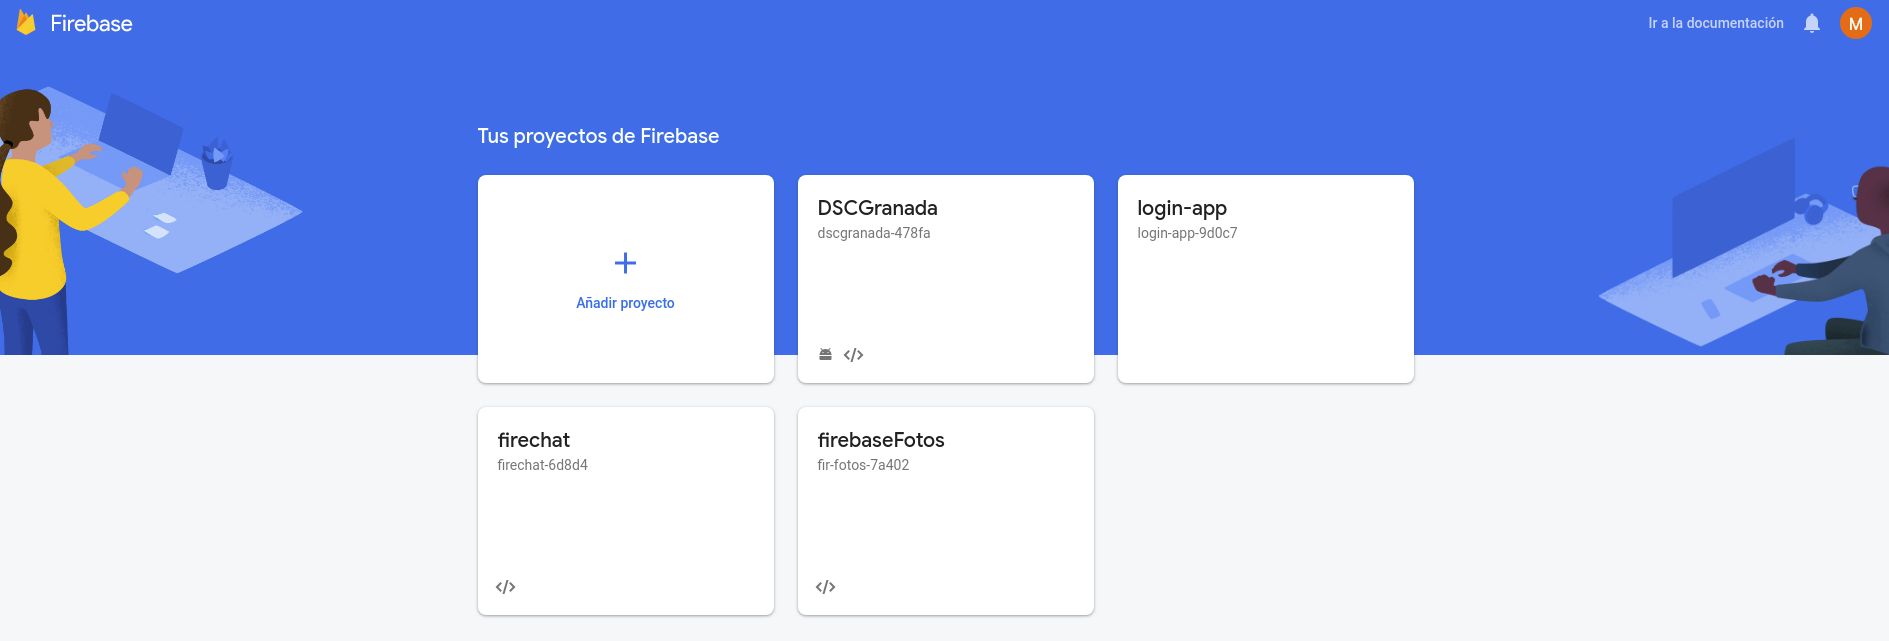 Firebase
Ir a la documentación
M
Tus proyectos de Firebase
Añadir proyecto
DSCGranada
dscgranada-478fa
</>
login-app
login-app-9d0c7
firechat
firechat-6d8d4
</>
firebaseFotos
fir-fotos-7a402
</>